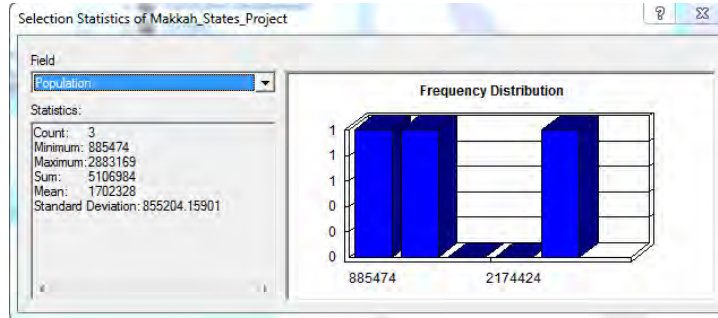 Selection Statistics of Makkah_States_Project
Field
Population
Statistics:
Count: 3
Minimum: 885474
Maximum: 2883169
Sum: 5106984
Mean: 1702328
Standard Deviation: 855204.15901
Frequency Distribution
1
1
1
0
0
0
885474 2174424